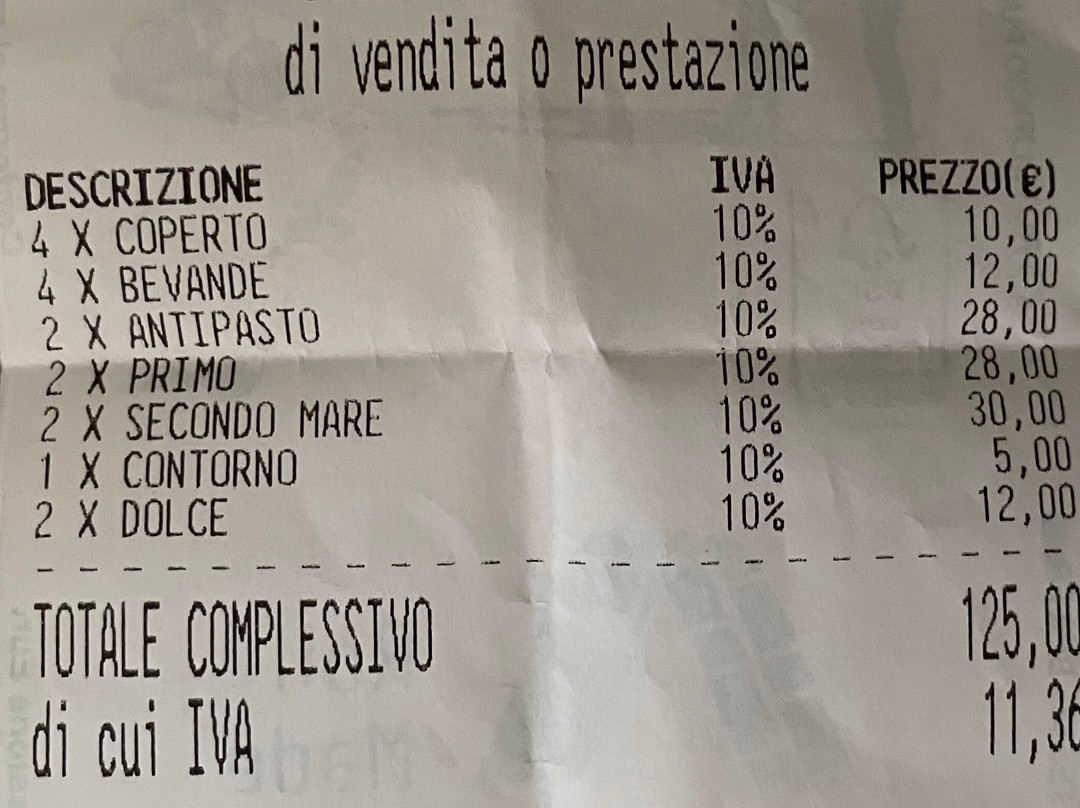 di vendita o prestazione
DESCRIZIONE IVA PREZZO(€)
4 X COPERTO 10% 10,00
4 X BEVANDE 10% 12,00
2 X ANTIPASTO 10% 28,00
2 X PRIMO 10% 28,00
2 X SECONDO MARE 10% 30,00
1 X CONTORNO 10% 5,00
2 X DOLCE 10% 12,00
TOTALE COMPLESSIVO 125,00
di cui IVA 11,36